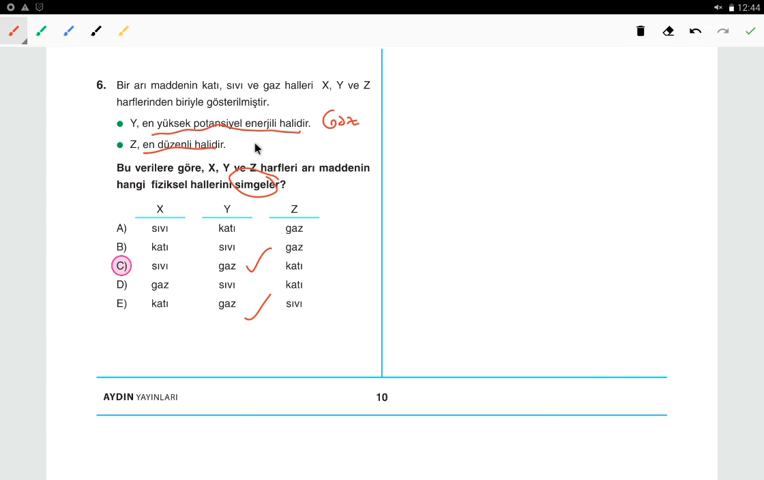 12:44
6. Bir arı maddenin katı, sıvı ve gaz halleri X, Y ve Z
harflerinden biriyle gösterilmiştir.
● Y, en yüksek potansiyel enerjili halidir. Gaz
● Z, en düzenli halidir.
Bu verilere göre, X, Y ve Z harfleri arı maddenin
hangi fiziksel hallerini simgeler?
X Y Z
A) sıvı katı gaz
B) katı sıvı gaz
C) sıvı gaz katı
D) gaz sıvı katı
E) katı gaz sıvı
AYDIN YAYINLARI 10